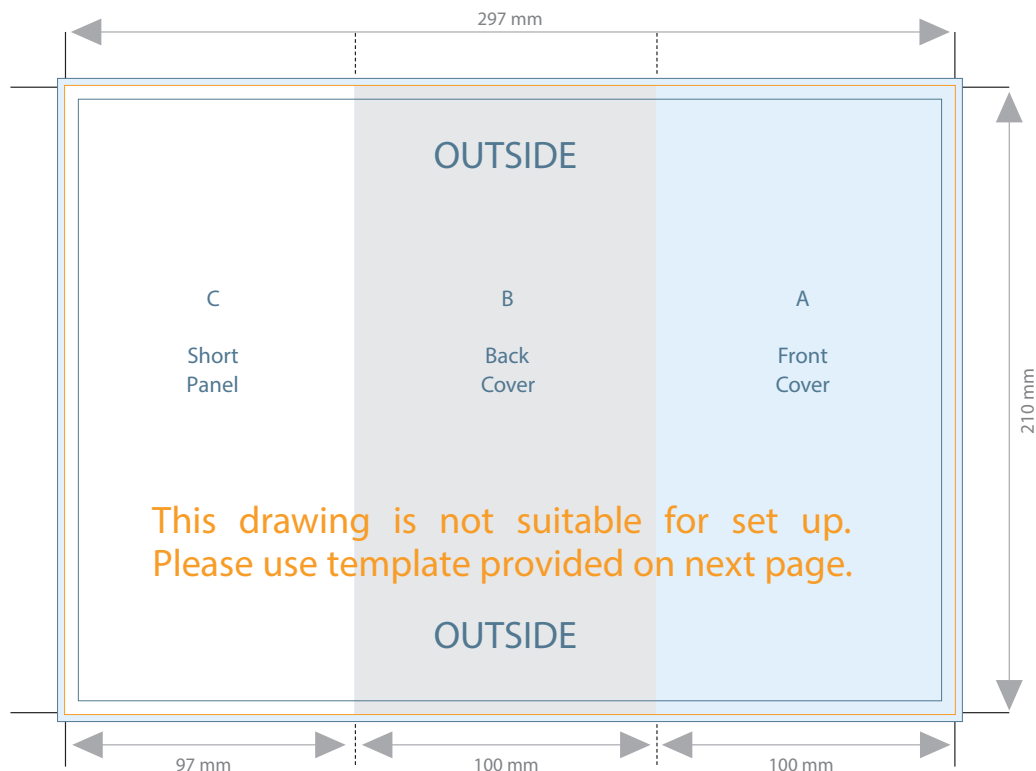 297 mm
OUTSIDE
C
B
A
Short
Panel
Back
Cover
Front
Cover
210 mm
This drawing is not suitable for set up.
Please use template provided on next page.
OUTSIDE
97 mm
100 mm
100 mm